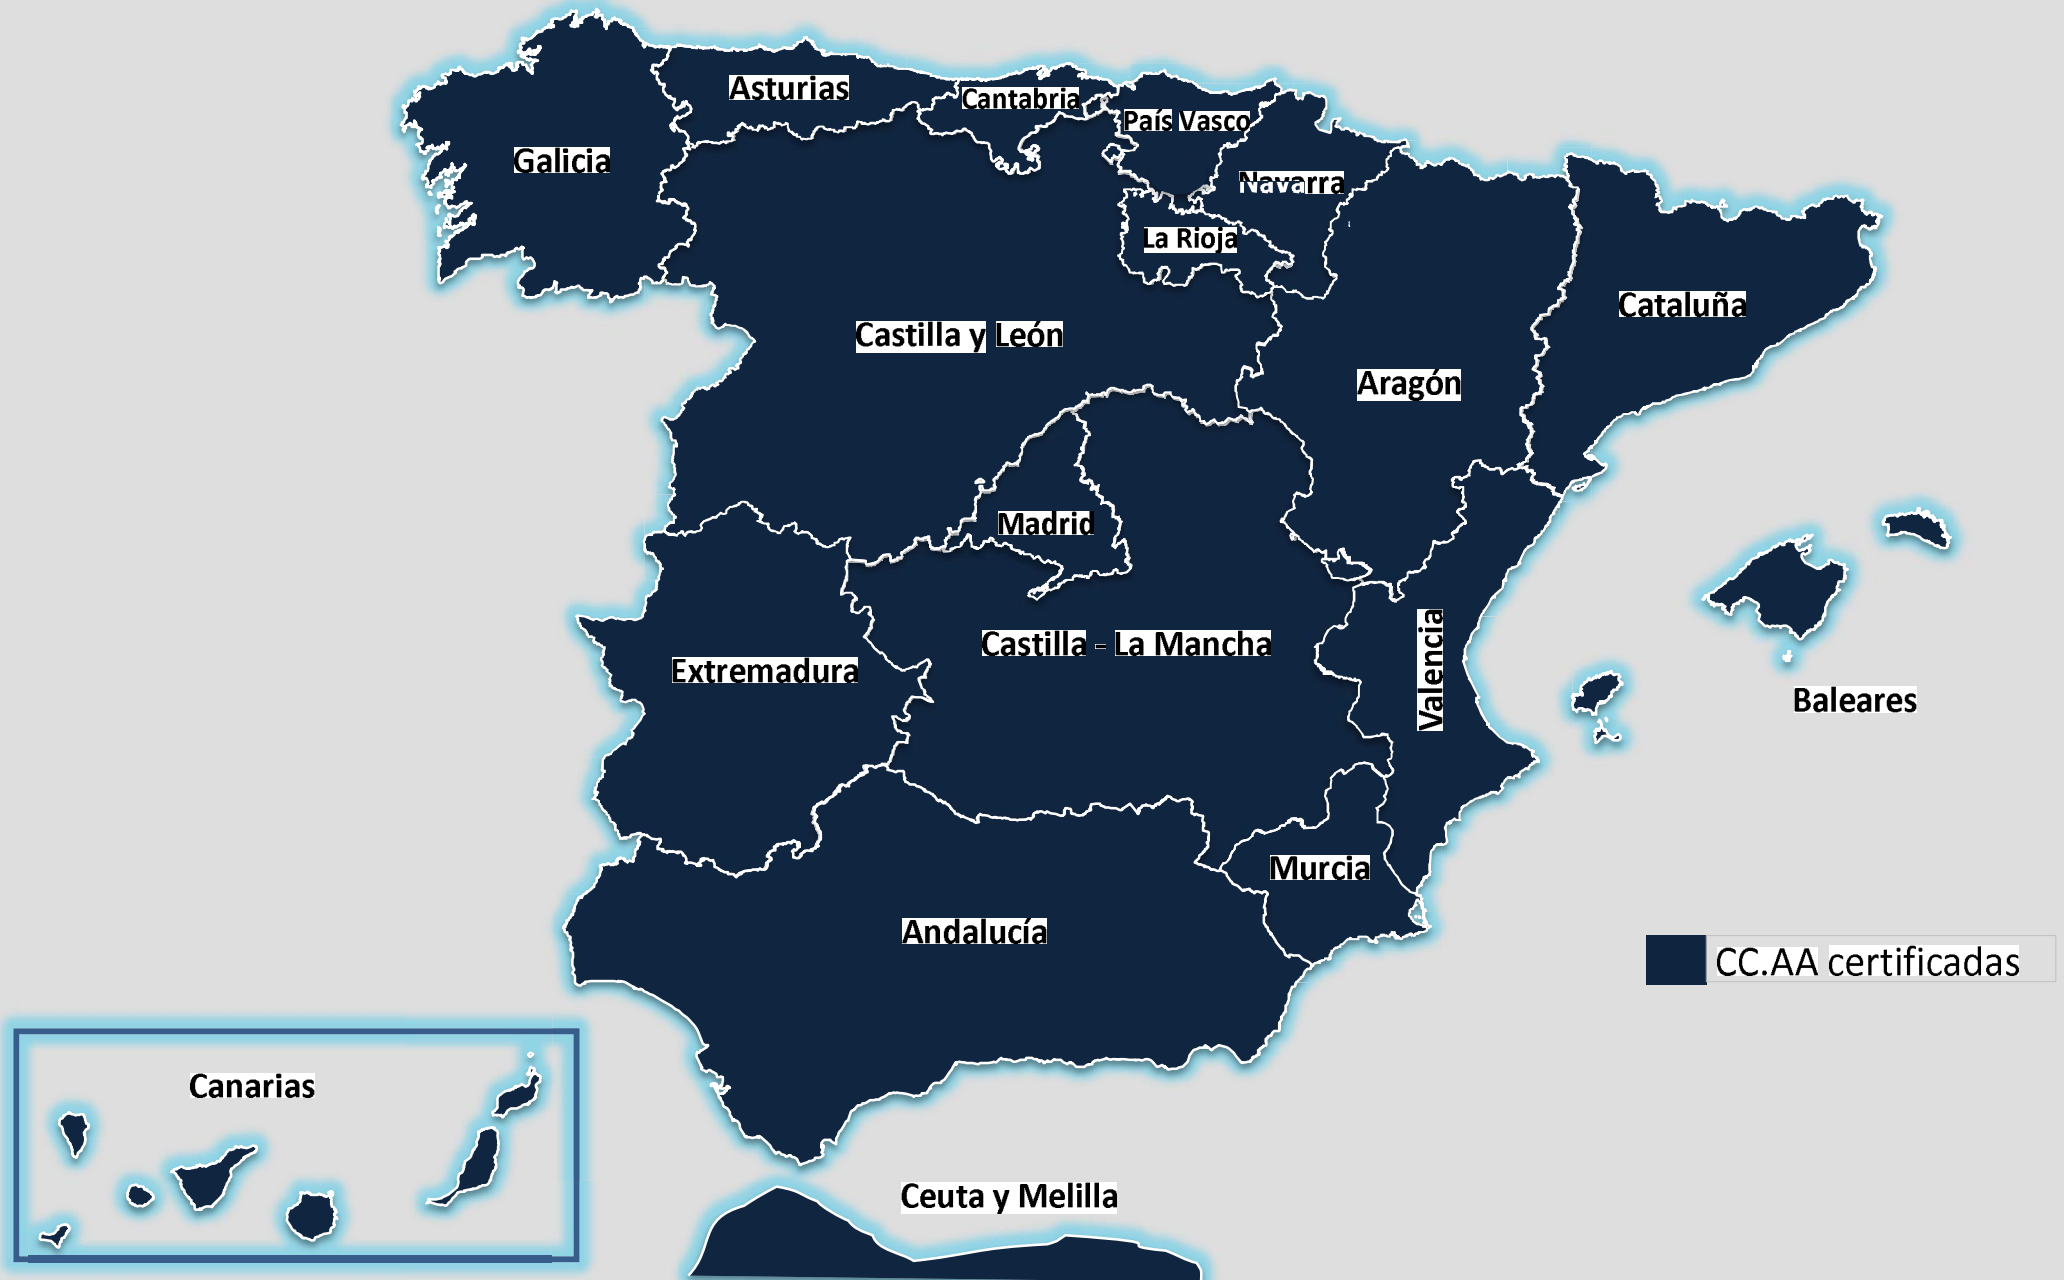 Asturias
Cantabria
País Vasco
Galicia
Navarra
La Rioja
Cataluña
Castilla y León
Aragón
Madrid
Castilla - La Mancha
Valencia
Extremadura
Baleares
Murcia
Andalucía
CC.AA certificadas
Canarias
Ceuta y Melilla